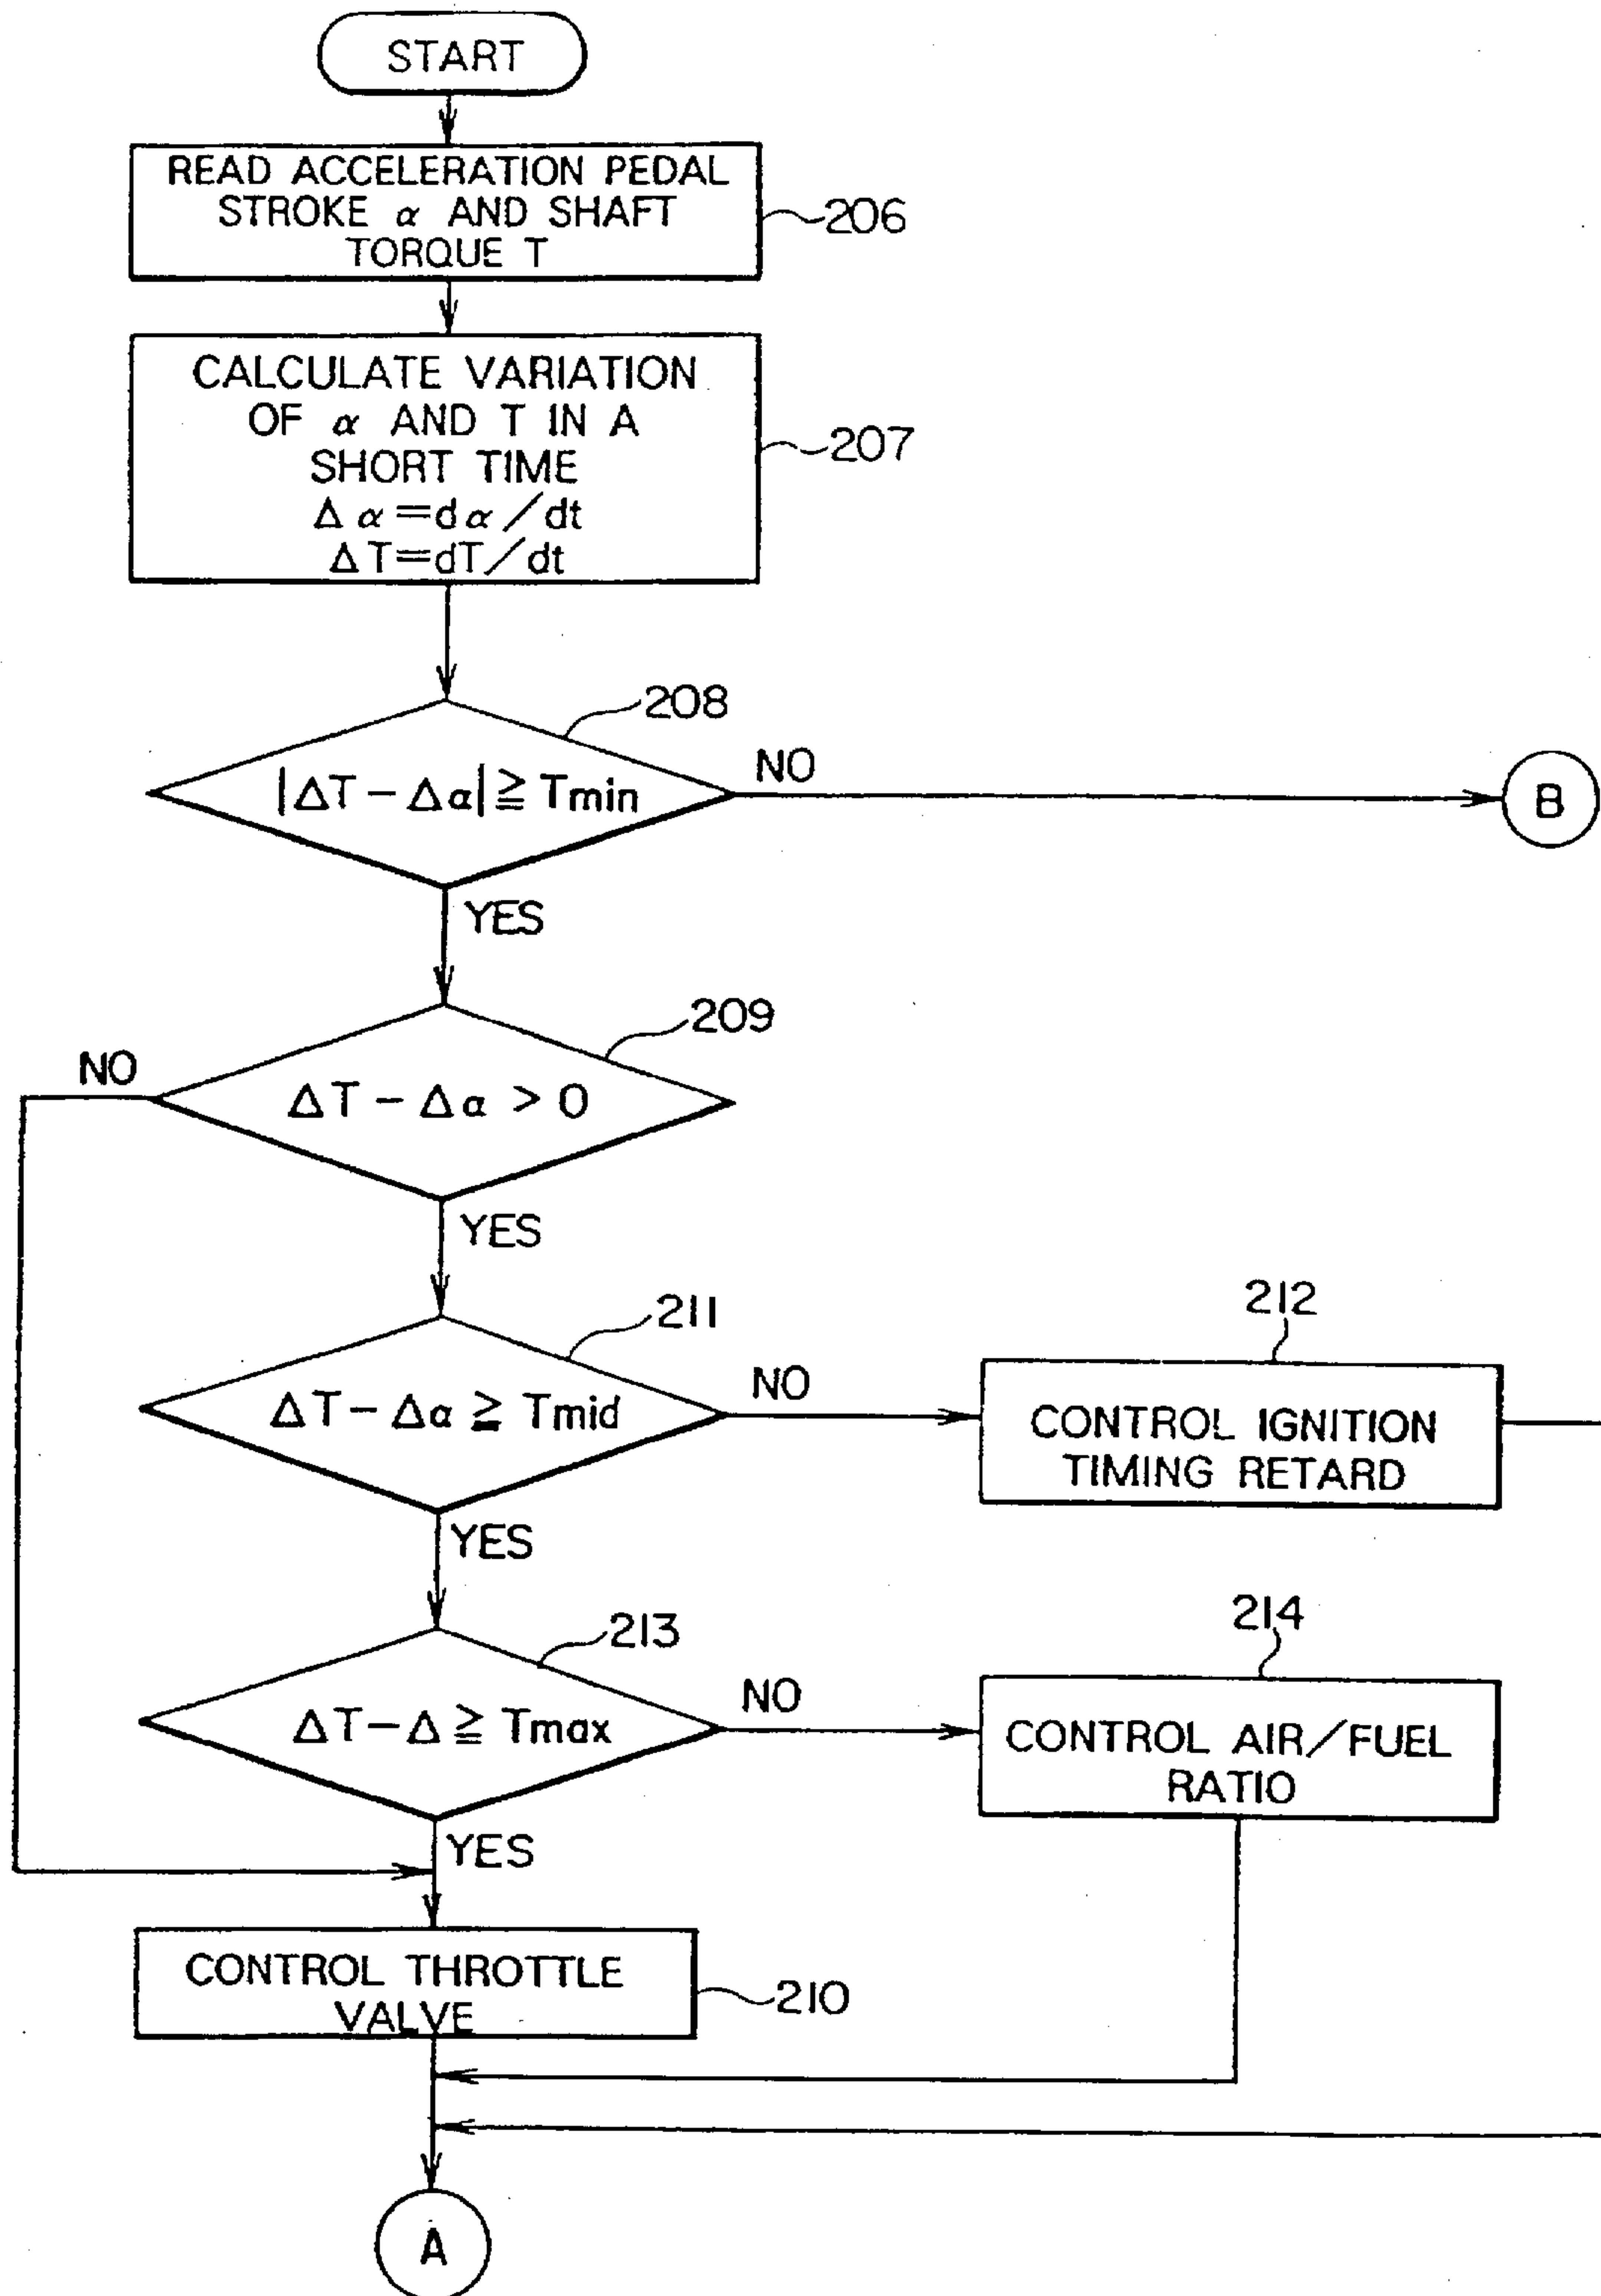 START
READ ACCELERATION PEDAL
STROKE α AND SHAFT
TORQUE T
206
CALCULATE VARIATION
OF α AND T IN A
SHORT TIME
Δα=dα/dt
ΔT=dT/dt
207
208
|ΔT-Δα|≧Tmin
NO
B
YES
209
NO
ΔT-Δα>0
YES
211
ΔT-Δα≧Tmid
NO
212
CONTROL IGNITION
TIMING RETARD
YES
213
ΔT-Δ≧Tmax
NO
214
CONTROL AIR/FUEL
RATIO
YES
CONTROL THROTTLE
VALVE
210
A